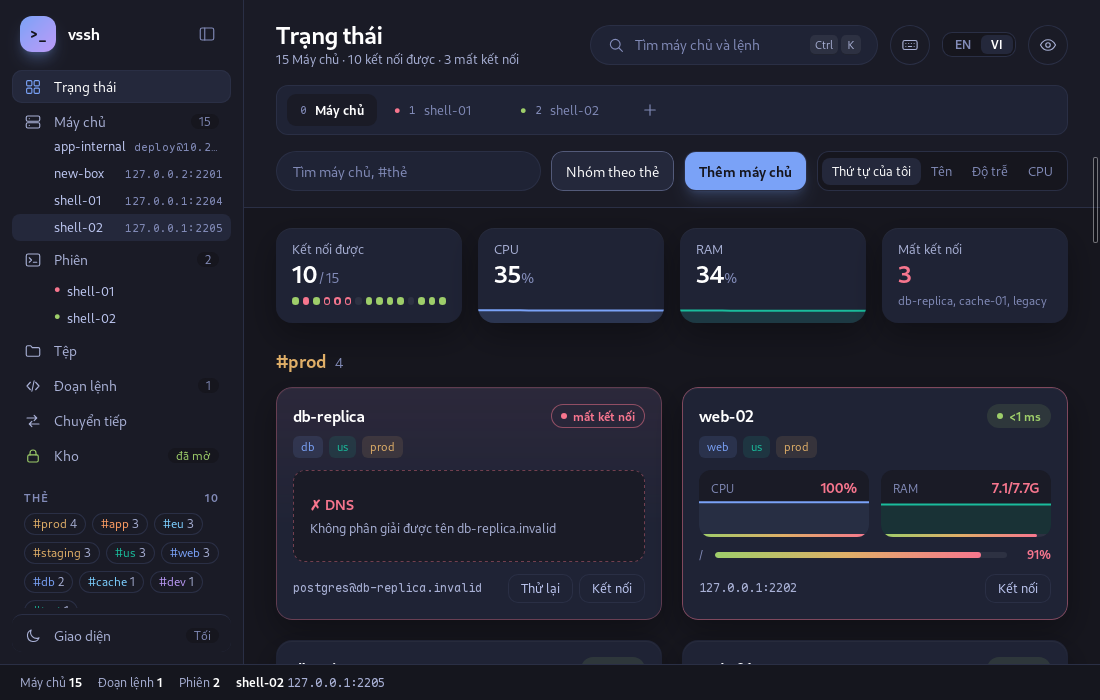 >_ vssh
Trạng thái
Máy chủ 15
app-internal deploy@10.2…
new-box 127.0.0.2:2201
shell-01 127.0.0.1:2204
shell-02 127.0.0.1:2205
Phiên 2
shell-01
shell-02
Tệp
Đoạn lệnh 1
Chuyển tiếp
Kho đã mở
THẺ 10
#prod 4 #app 3 #eu 3
#staging 3 #us 3 #web 3
#db 2 #cache 1 #dev 1
Giao diện Tối
Trạng thái
15 Máy chủ · 10 kết nối được · 3 mất kết nối
Tìm máy chủ và lệnh Ctrl K
EN VI
0 Máy chủ 1 shell-01 2 shell-02 +
Tìm máy chủ, #thẻ Nhóm theo thẻ Thêm máy chủ Thứ tự của tôi Tên Độ trễ CPU
Kết nối được
10/15
CPU
35%
RAM
34%
Mất kết nối
3
db-replica, cache-01, legacy
#prod 4
db-replica mất kết nối
db us prod
✗ DNS
Không phân giải được tên db-replica.invalid
postgres@db-replica.invalid Thử lại Kết nối
web-02 <1 ms
web us prod
CPU 100% RAM 7.1/7.7G
/ 91%
127.0.0.1:2202 Kết nối
Máy chủ 15 Đoạn lệnh 1 Phiên 2 shell-02 127.0.0.1:2205